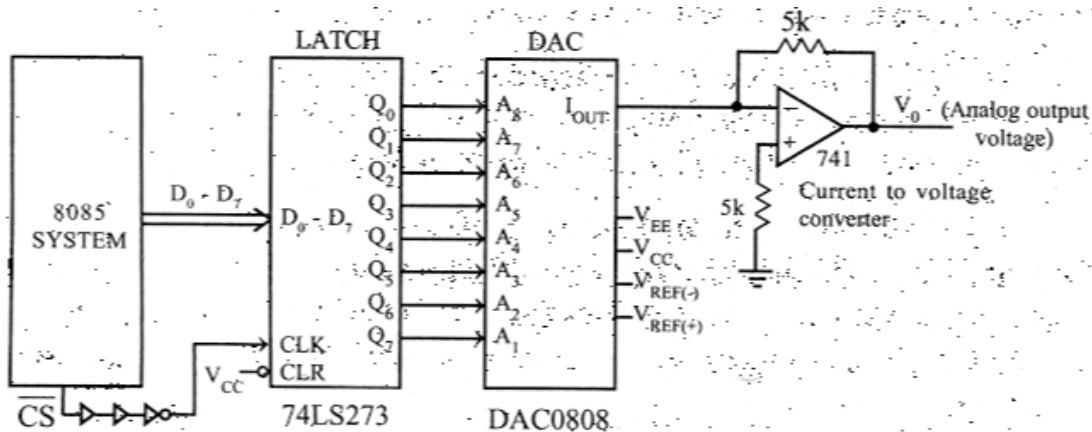 5k
LATCH
DAC
Q0
A8
IOUT
V0
(Analog output
voltage)
Q1
A7
741
Q2
A6
D0 - D7
Q3
A5
5k
Current to voltage
converter
8085
SYSTEM
D0 - D7
Q4
A4
VEE
VCC
Q5
A3
VREF(-)
Q6
A2
VREF(+)
Q7
A1
CLK
VCC
CLR
CS
74LS273
DAC0808